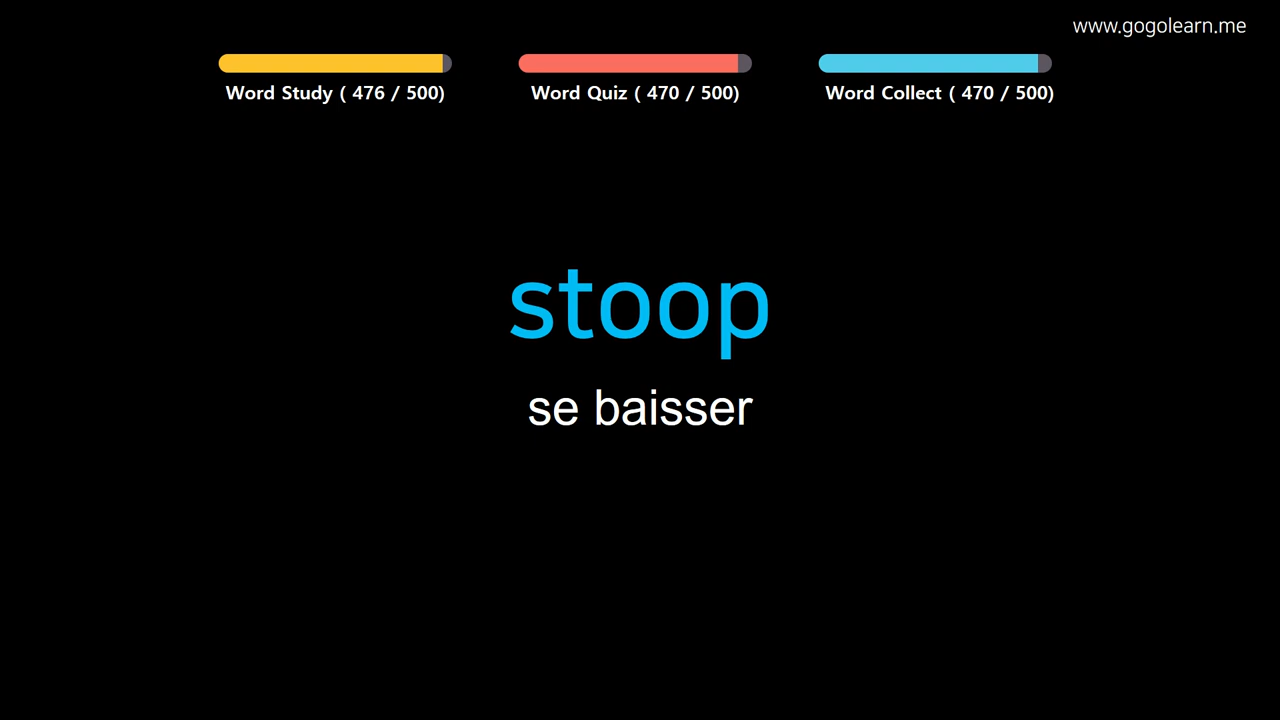 www.gogolearn.me
Word Study ( 476 / 500)
Word Quiz ( 470 / 500)
Word Collect ( 470 / 500)
stoop
se baisser